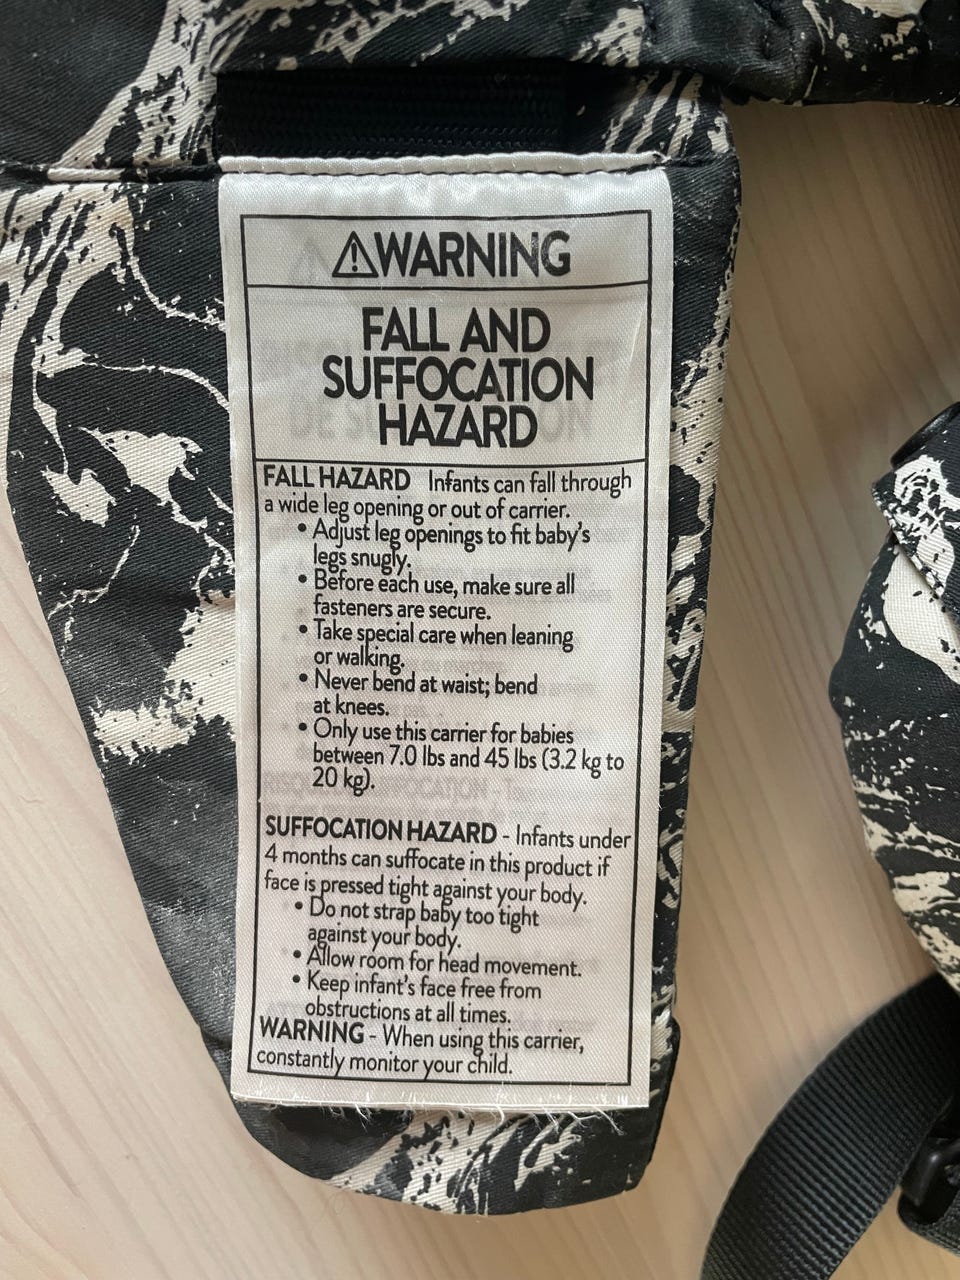 ⚠WARNING
FALL AND
SUFFOCATION
HAZARD
FALL HAZARD Infants can fall through
a wide leg opening or out of carrier.
• Adjust leg openings to fit baby's
legs snugly.
• Before each use, make sure all
fasteners are secure.
• Take special care when leaning
or walking.
• Never bend at waist; bend
at knees.
• Only use this carrier for babies
between 7.0 lbs and 45 lbs (3.2 kg to
20 kg).
SUFFOCATION HAZARD - Infants under
4 months can suffocate in this product if
face is pressed tight against your body.
• Do not strap baby too tight
against your body.
• Allow room for head movement.
• Keep infant's face free from
obstructions at all times.
WARNING - When using this carrier,
constantly monitor your child.